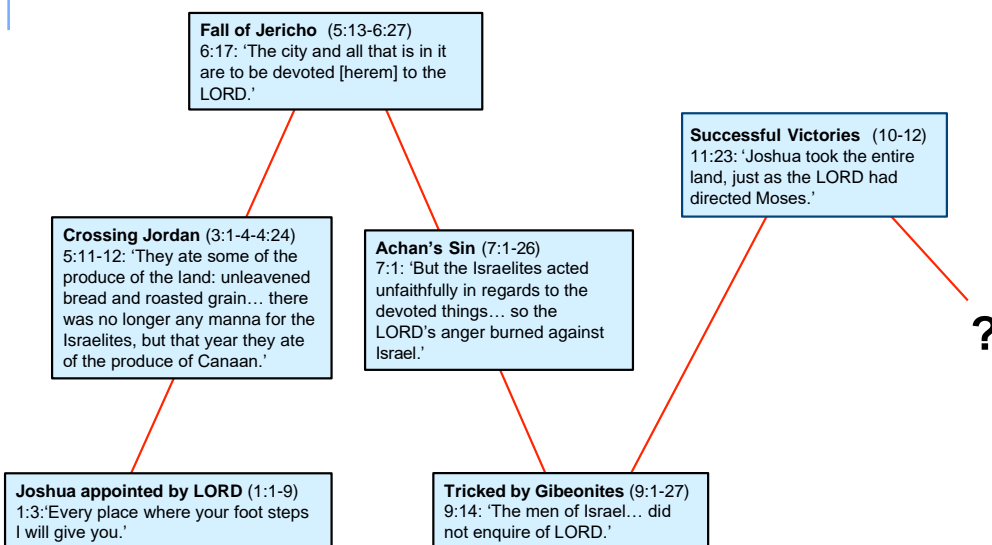 Fall of Jericho (5:13-6:27)
6:17: ‘The city and all that is in it
are to be devoted [herem] to the
LORD.’
Successful Victories (10-12)
11:23: ‘Joshua took the entire
land, just as the LORD had
directed Moses.’
Crossing Jordan (3:1-4-4:24)
5:11-12: ‘They ate some of the
produce of the land: unleavened
bread and roasted grain… there
was no longer any manna for the
Israelites, but that year they ate
of the produce of Canaan.’
Achan’s Sin (7:1-26)
7:1: ‘But the Israelites acted
unfaithfully in regards to the
devoted things… so the
LORD’s anger burned against
Israel.’
?
Joshua appointed by LORD (1:1-9)
1:3:‘Every place where your foot steps
I will give you.’
Tricked by Gibeonites (9:1-27)
9:14: ‘The men of Israel… did
not enquire of LORD.’